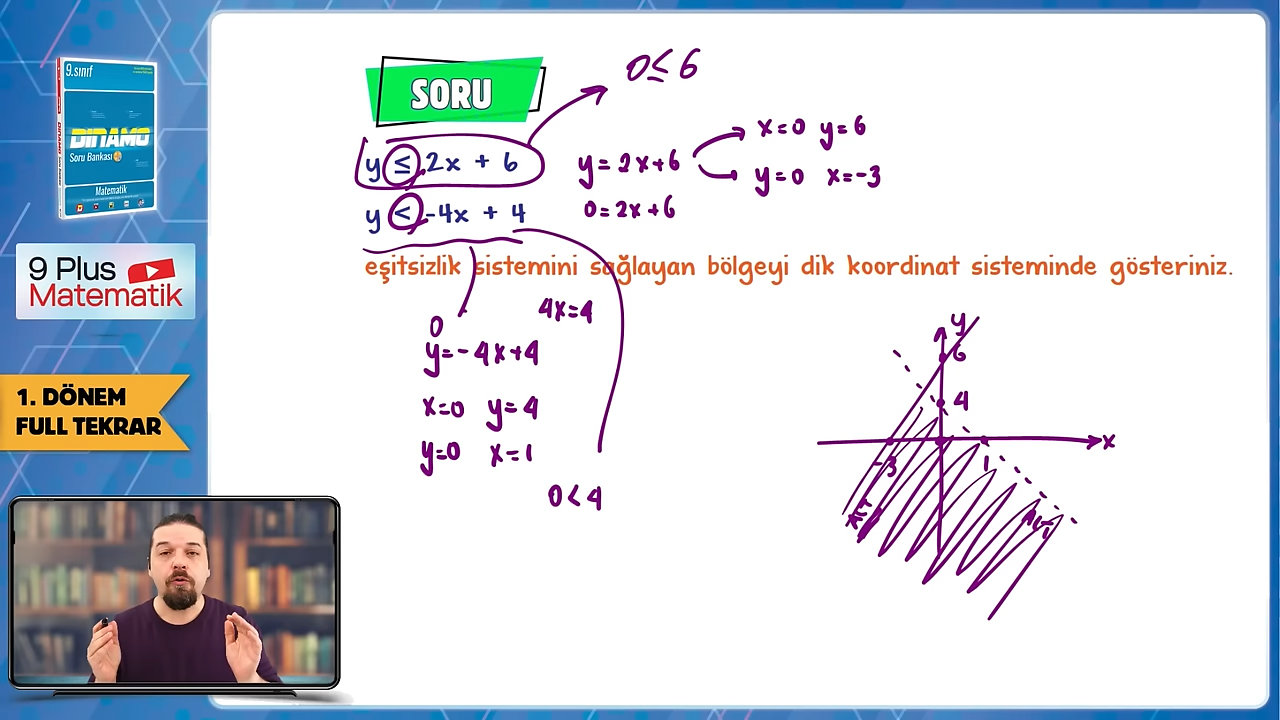 9.sınıf
DINAMO
Soru Bankası
Matematik
9 Plus
Matematik
1. DÖNEM
FULL TEKRAR
SORU
0 ≤ 6
y ≤ 2x + 6
y = 2x+6
x=0 y=6
y=0 x=-3
y < -4x + 4
0=2x+6
eşitsizlik sistemini sağlayan bölgeyi dik koordinat sisteminde gösteriniz.
4x=4
0
y=-4x+4
x=0 y=4
y=0 x=1
0<4
y
6
4
x
-3
1